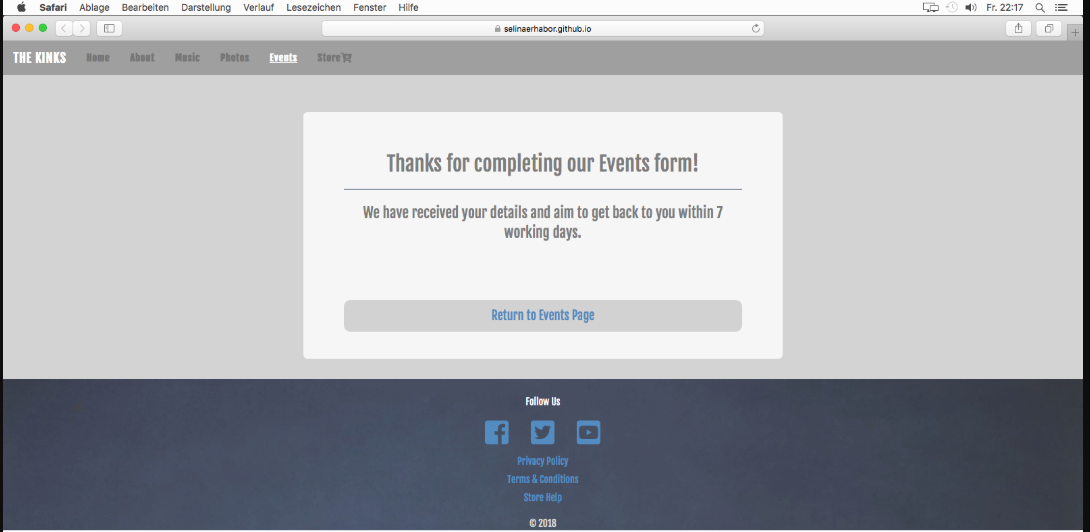 Safari Ablage Bearbeiten Darstellung Verlauf Lesezeichen Fenster Hilfe Fr. 22:17
selinaerhabor.github.io
THE KINKS Home About Music Photos Events Store
Thanks for completing our Events form!
We have received your details and aim to get back to you within 7
working days.
Return to Events Page
Follow Us
Privacy Policy
Terms & Conditions
Store Help
© 2018